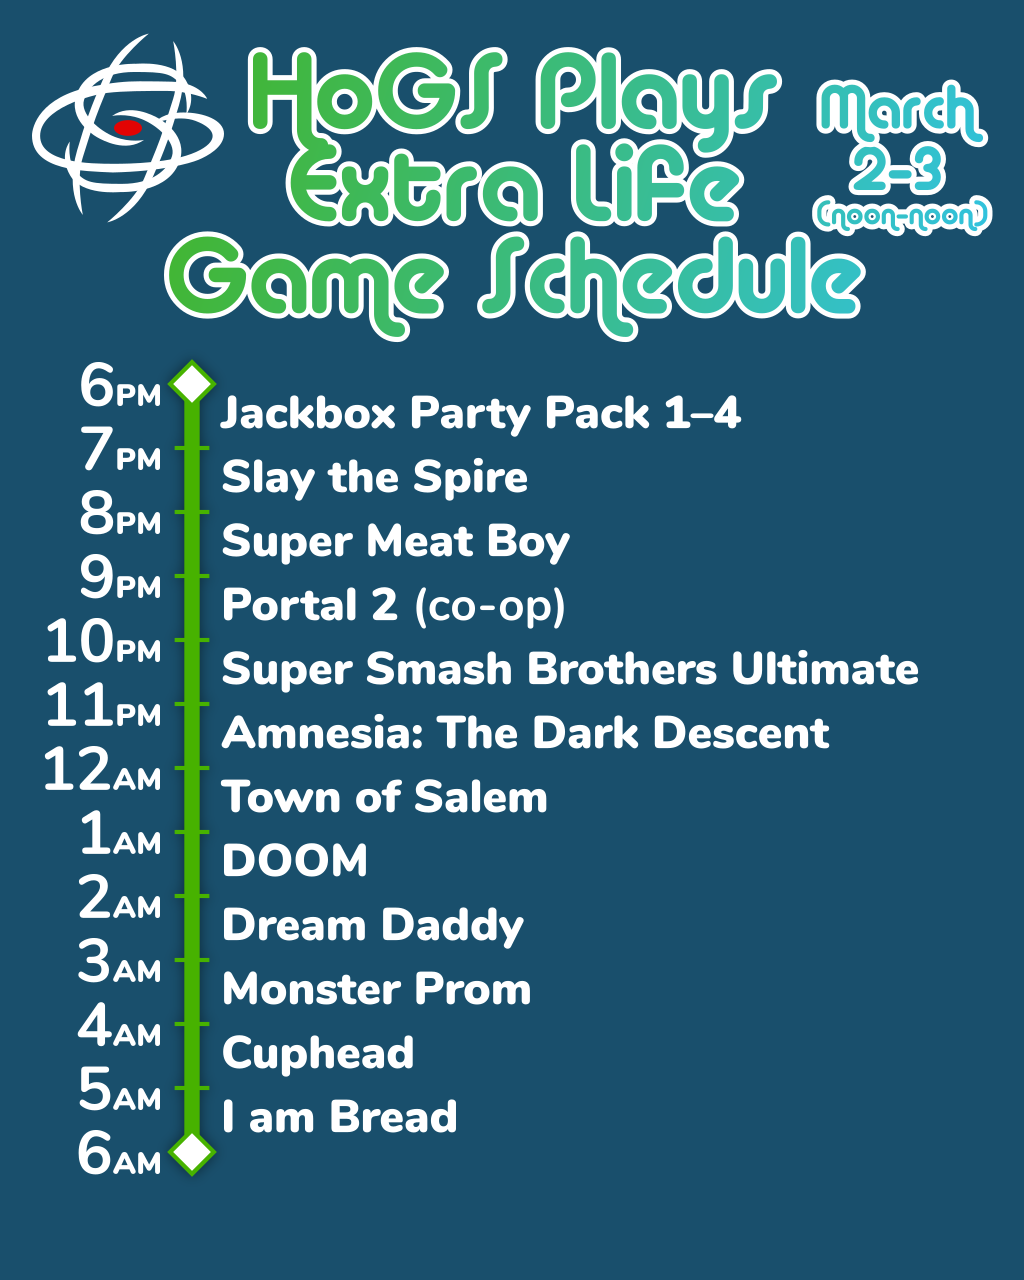 HoGS Plays
Extra Life
Game Schedule
March
2-3
(noon-noon)
6PM
Jackbox Party Pack 1–4
7PM
Slay the Spire
8PM
Super Meat Boy
9PM
Portal 2 (co-op)
10PM
Super Smash Brothers Ultimate
11PM
Amnesia: The Dark Descent
12AM
Town of Salem
1AM
DOOM
2AM
Dream Daddy
3AM
Monster Prom
4AM
Cuphead
5AM
I am Bread
6AM